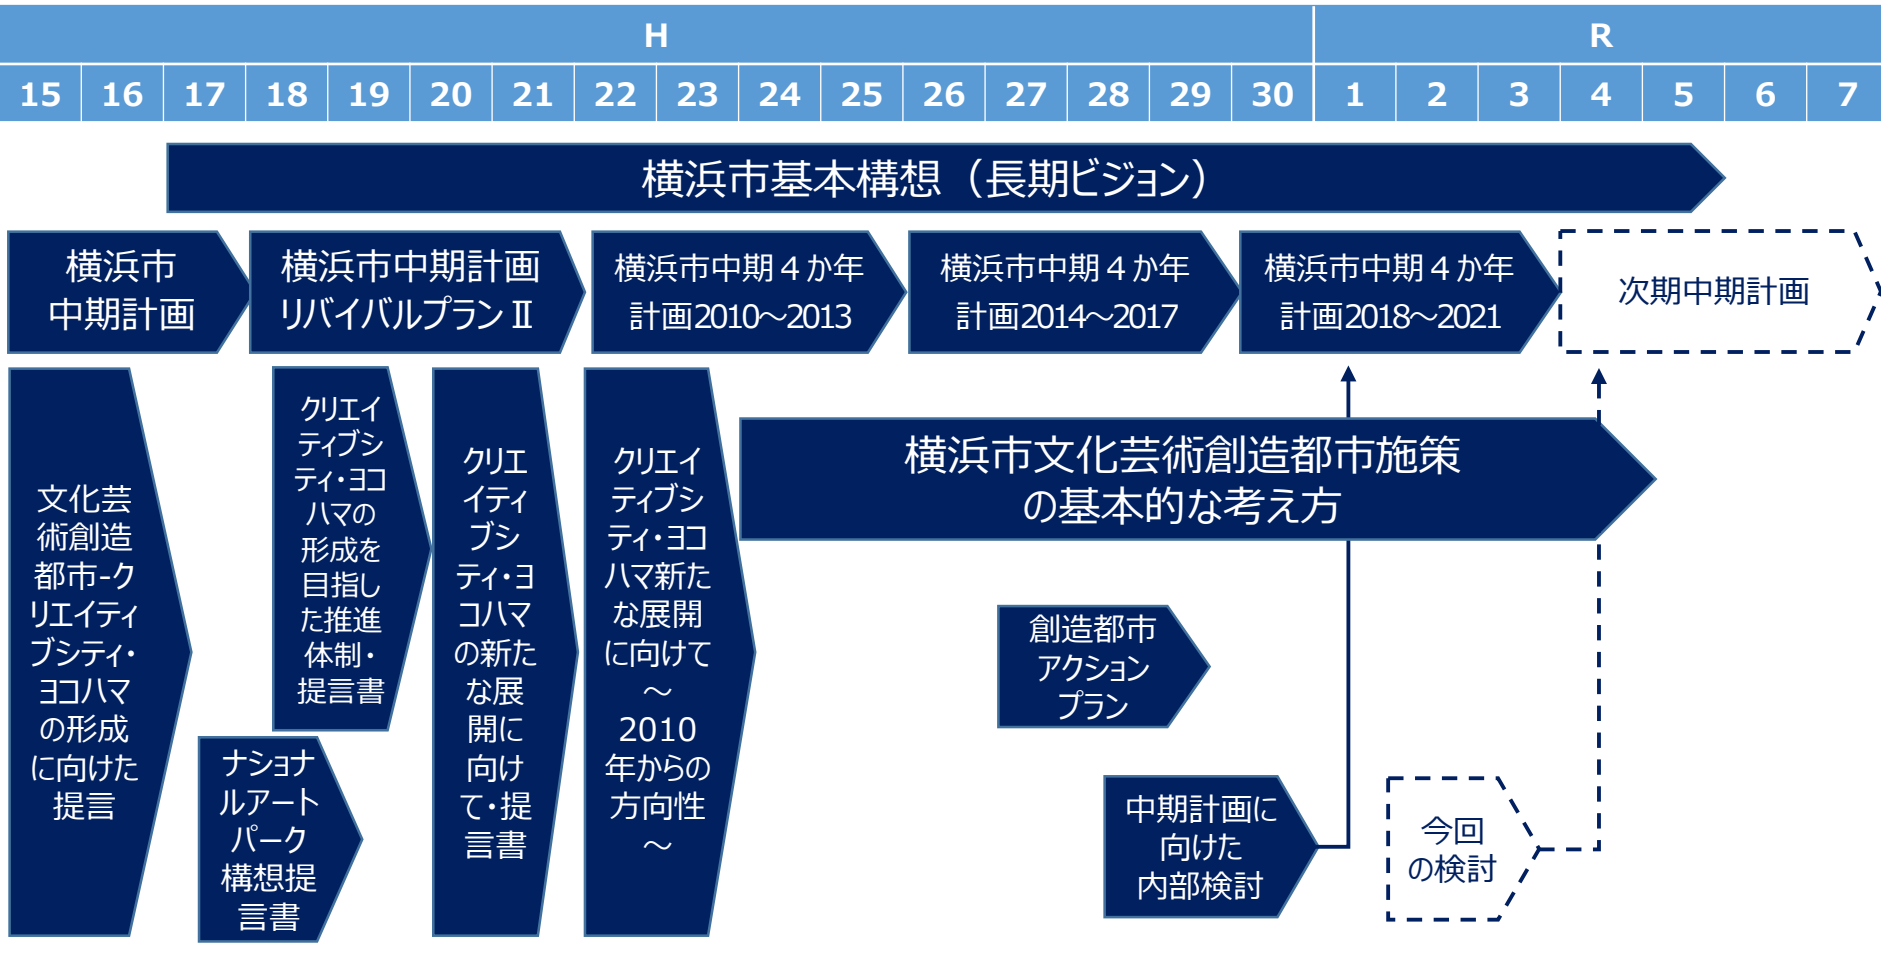 H
R
15 16 17 18 19 20 21 22 23 24 25 26 27 28 29 30 1 2 3 4 5 6 7
横浜市基本構想（長期ビジョン）
横浜市
中期計画
横浜市中期計画
リバイバルプランⅡ
横浜市中期４か年
計画2010～2013
横浜市中期４か年
計画2014～2017
横浜市中期４か年
計画2018～2021
次期中期計画
文化芸
術創造
都市-ク
リエイティ
ブシティ・
ヨコハマ
の形成
に向けた
提言
クリエイ
ティブシ
ティ・ヨコ
ハマの
形成を
目指し
た推進
体制・
提言書
ナショナ
ルアート
パーク
構想提
言書
クリエ
イティ
ブシ
ティ・ヨ
コハマ
の新た
な展
開に
向け
て・提
言書
クリエイ
ティブシ
ティ・ヨコ
ハマ新た
な展開
に向けて
～
2010
年からの
方向性
～
横浜市文化芸術創造都市施策
の基本的な考え方
創造都市
アクション
プラン
中期計画に
向けた
内部検討
今回
の検討